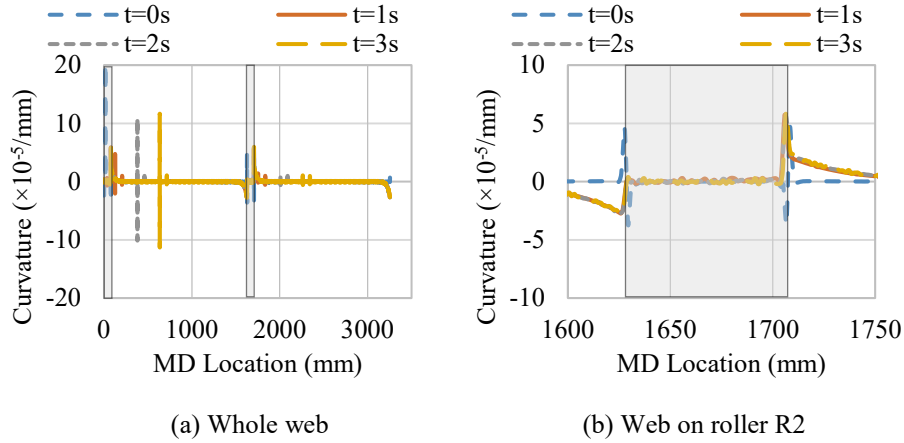 t=0s t=1s
t=2s t=3s
20
10
0
-10
-20
Curvature (×10⁻⁵/mm)
0 1000 2000 3000
MD Location (mm)
(a) Whole web
t=0s t=1s
t=2s t=3s
10
5
0
-5
-10
Curvature (×10⁻⁵/mm)
1600 1650 1700 1750
MD Location (mm)
(b) Web on roller R2